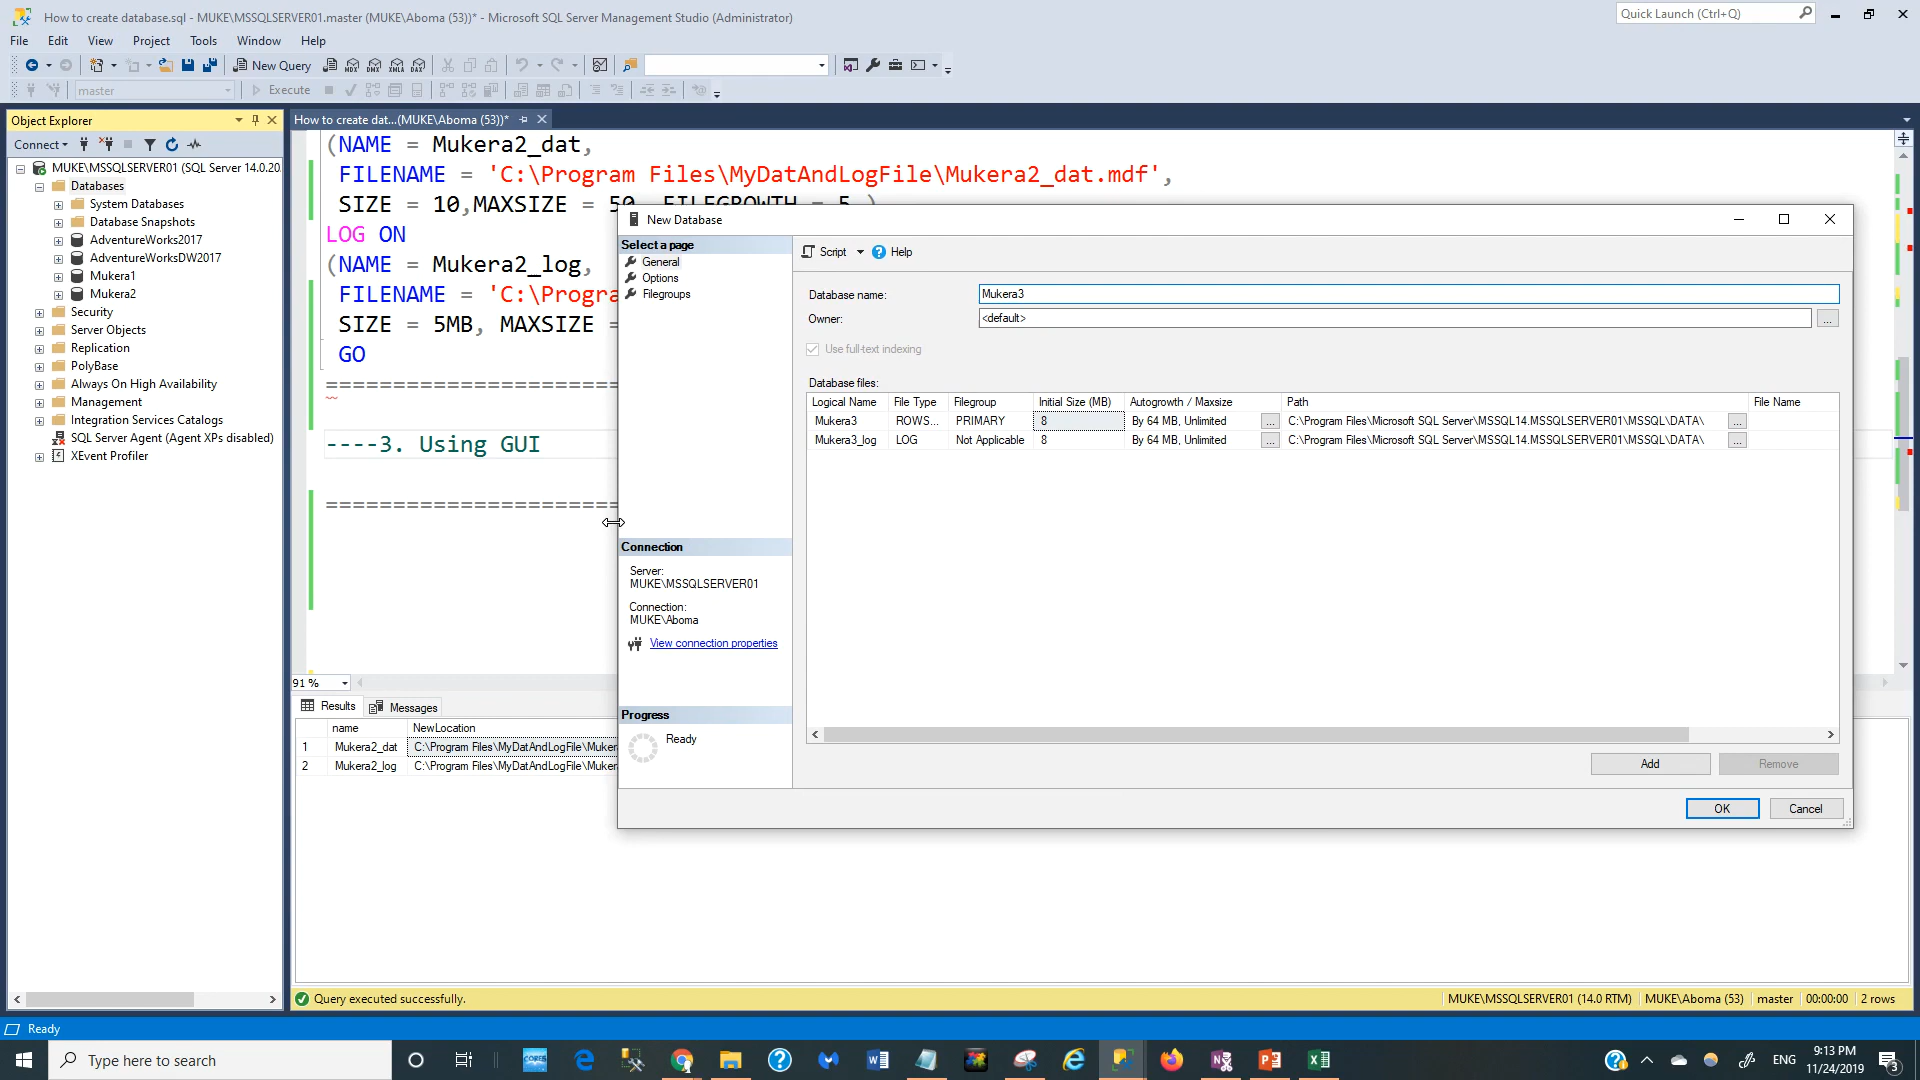 How to create database.sql - MUKE\MSSQLSERVER01.master (MUKE\Aboma (53))* - Microsoft SQL Server Management Studio (Administrator)
Quick Launch (Ctrl+Q)
File Edit View Project Tools Window Help
New Query
master
Execute
Object Explorer
How to create dat...(MUKE\Aboma (53))*
Connect
MUKE\MSSQLSERVER01 (SQL Server 14.0.20
Databases
System Databases
Database Snapshots
AdventureWorks2017
AdventureWorksDW2017
Mukera1
Mukera2
Security
Server Objects
Replication
PolyBase
Always On High Availability
Management
Integration Services Catalogs
SQL Server Agent (Agent XPs disabled)
XEvent Profiler
(NAME = Mukera2_dat,
FILENAME = 'C:\Program Files\MyDatAndLogFile\Mukera2_dat.mdf',
SIZE = 10,MAXSIZE = 50, FILEGROWTH = 5 )
LOG ON
(NAME = Mukera2_log,
FILENAME = 'C:\Progra
SIZE = 5MB, MAXSIZE =
GO
======================
----3. Using GUI
======================
91 %
Results Messages
name NewLocation
1 Mukera2_dat C:\Program Files\MyDatAndLogFile\Muker
2 Mukera2_log C:\Program Files\MyDatAndLogFile\Muker
New Database
Select a page
General
Options
Filegroups
Script Help
Database name: Mukera3
Owner: <default> ...
Use full-text indexing
Database files:
Logical Name File Type Filegroup Initial Size (MB) Autogrowth / Maxsize Path File Name
Mukera3 ROWS... PRIMARY 8 By 64 MB, Unlimited ... C:\Program Files\Microsoft SQL Server\MSSQL14.MSSQLSERVER01\MSSQL\DATA\ ...
Mukera3_log LOG Not Applicable 8 By 64 MB, Unlimited ... C:\Program Files\Microsoft SQL Server\MSSQL14.MSSQLSERVER01\MSSQL\DATA\ ...
Connection
Server:
MUKE\MSSQLSERVER01
Connection:
MUKE\Aboma
View connection properties
Progress
Ready
Add Remove
OK Cancel
Query executed successfully.
MUKE\MSSQLSERVER01 (14.0 RTM) MUKE\Aboma (53) master 00:00:00 2 rows
Ready
Type here to search
ENG
9:13 PM
11/24/2019
3